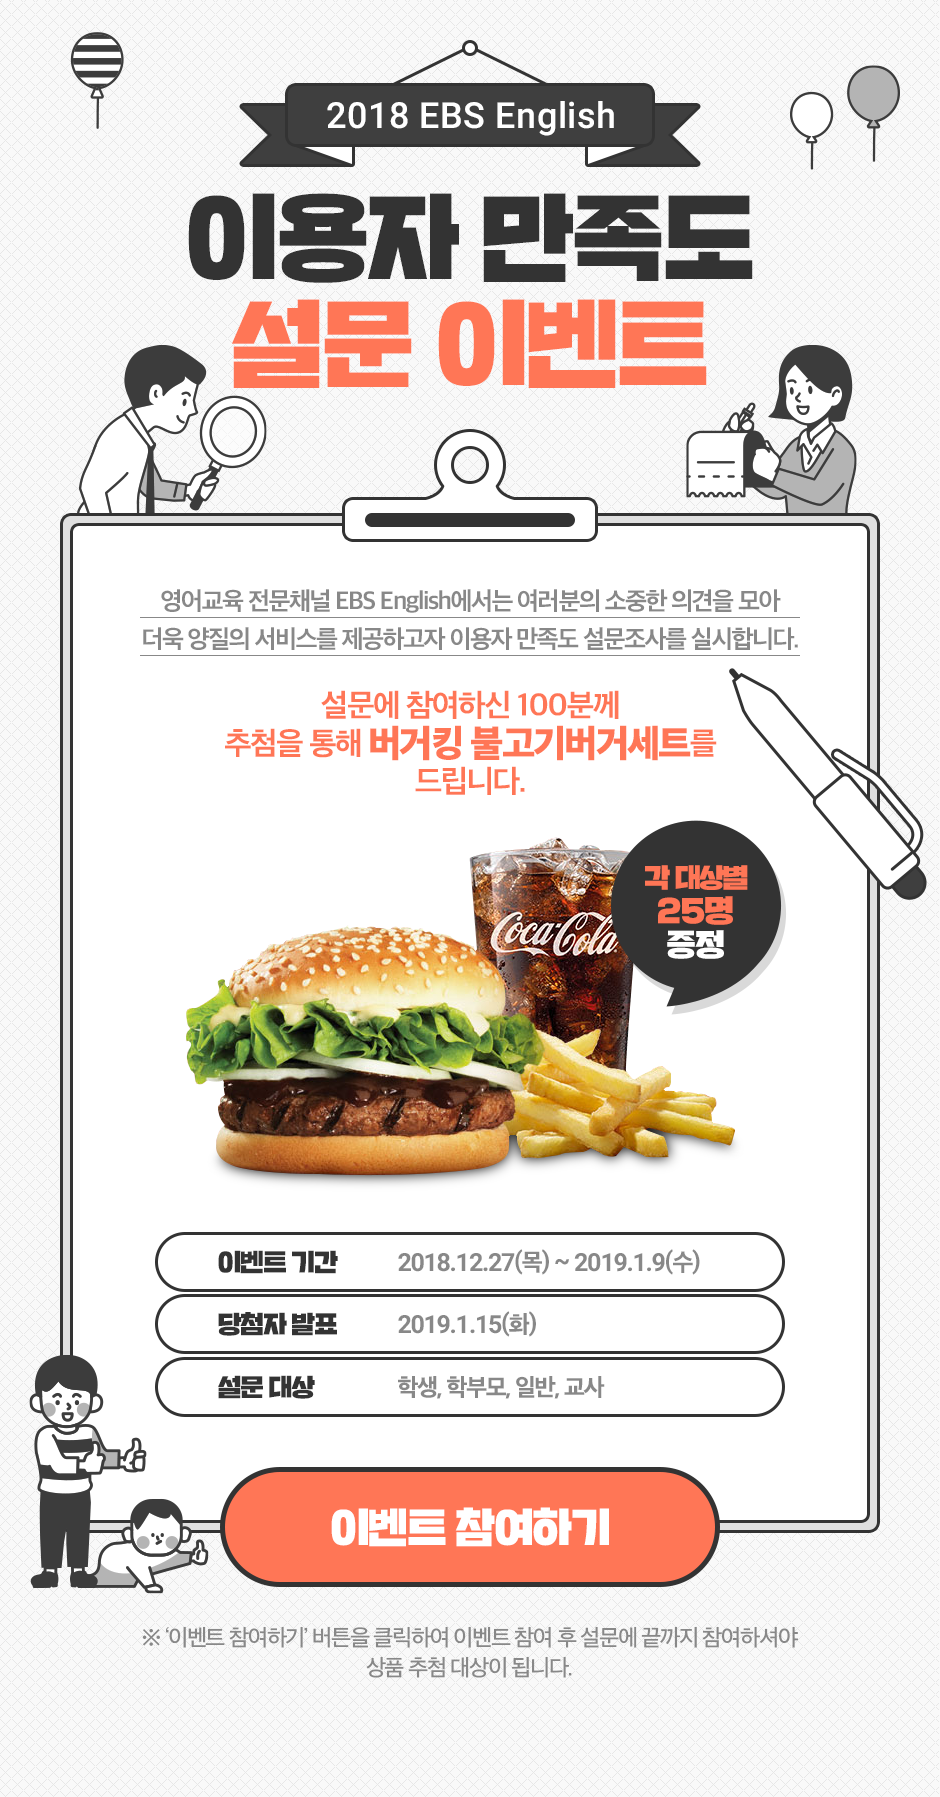 2018 EBS English
이용자 만족도
설문 이벤트
영어교육 전문채널 EBS English에서는 여러분의 소중한 의견을 모아
더욱 양질의 서비스를 제공하고자 이용자 만족도 설문조사를 실시합니다.
설문에 참여하신 100분께
추첨을 통해 버거킹 불고기버거세트를
드립니다.
각 대상별
25명
증정
Coca-Cola
이벤트 기간 2018.12.27(목) ~ 2019.1.9(수)
당첨자 발표 2019.1.15(화)
설문 대상 학생, 학부모, 일반, 교사
이벤트 참여하기
※ ‘이벤트 참여하기’ 버튼을 클릭하여 이벤트 참여 후 설문에 끝까지 참여하셔야
상품 추첨 대상이 됩니다.